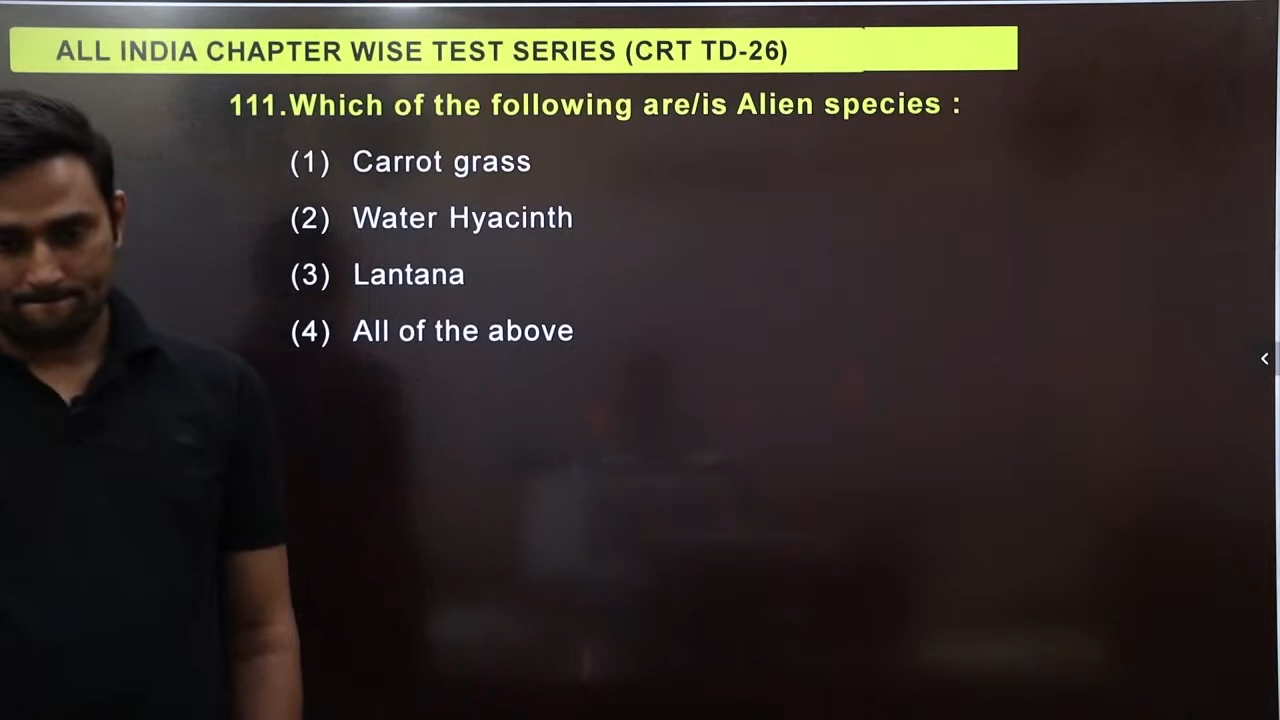 ALL INDIA CHAPTER WISE TEST SERIES (CRT TD-26)
111.Which of the following are/is Alien species :
(1) Carrot grass
(2) Water Hyacinth
(3) Lantana
(4) All of the above